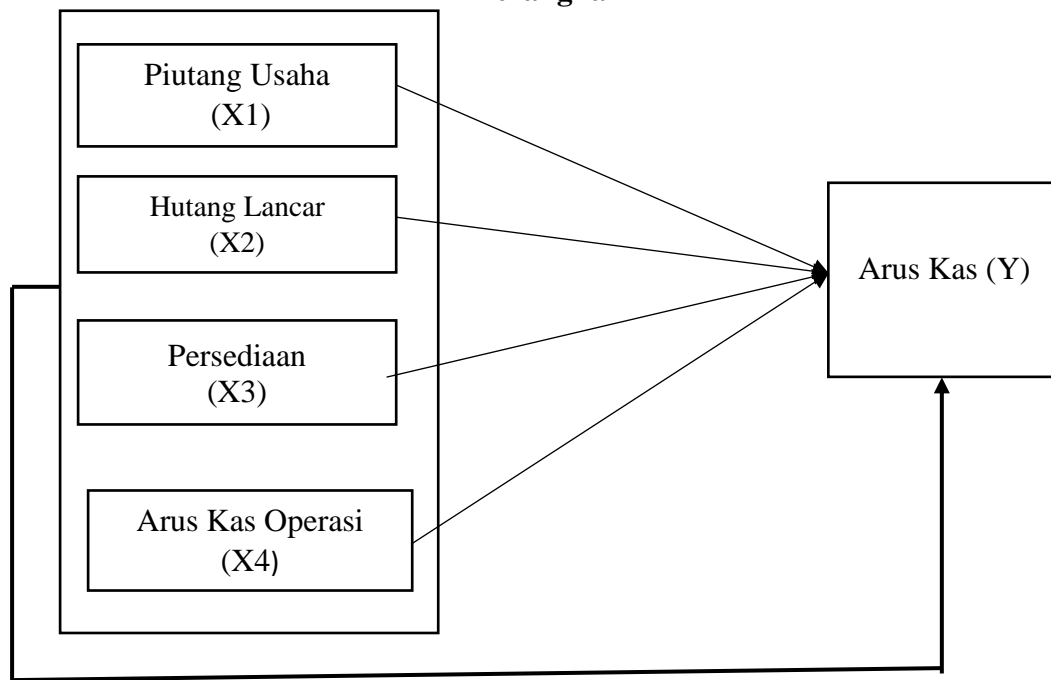 Piutang Usaha
(X1)
Hutang Lancar
(X2)
Persediaan
(X3)
Arus Kas Operasi
(X4)
Arus Kas (Y)